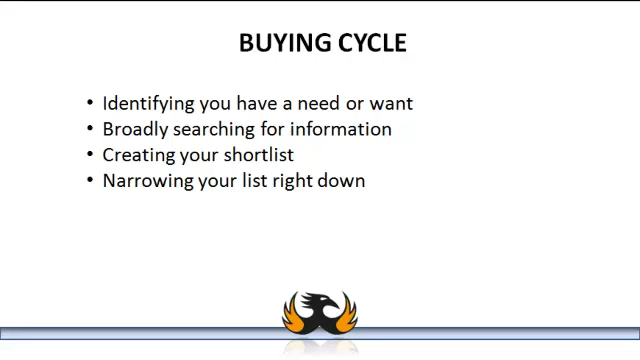 BUYING CYCLE
• Identifying you have a need or want
• Broadly searching for information
• Creating your shortlist
• Narrowing your list right down